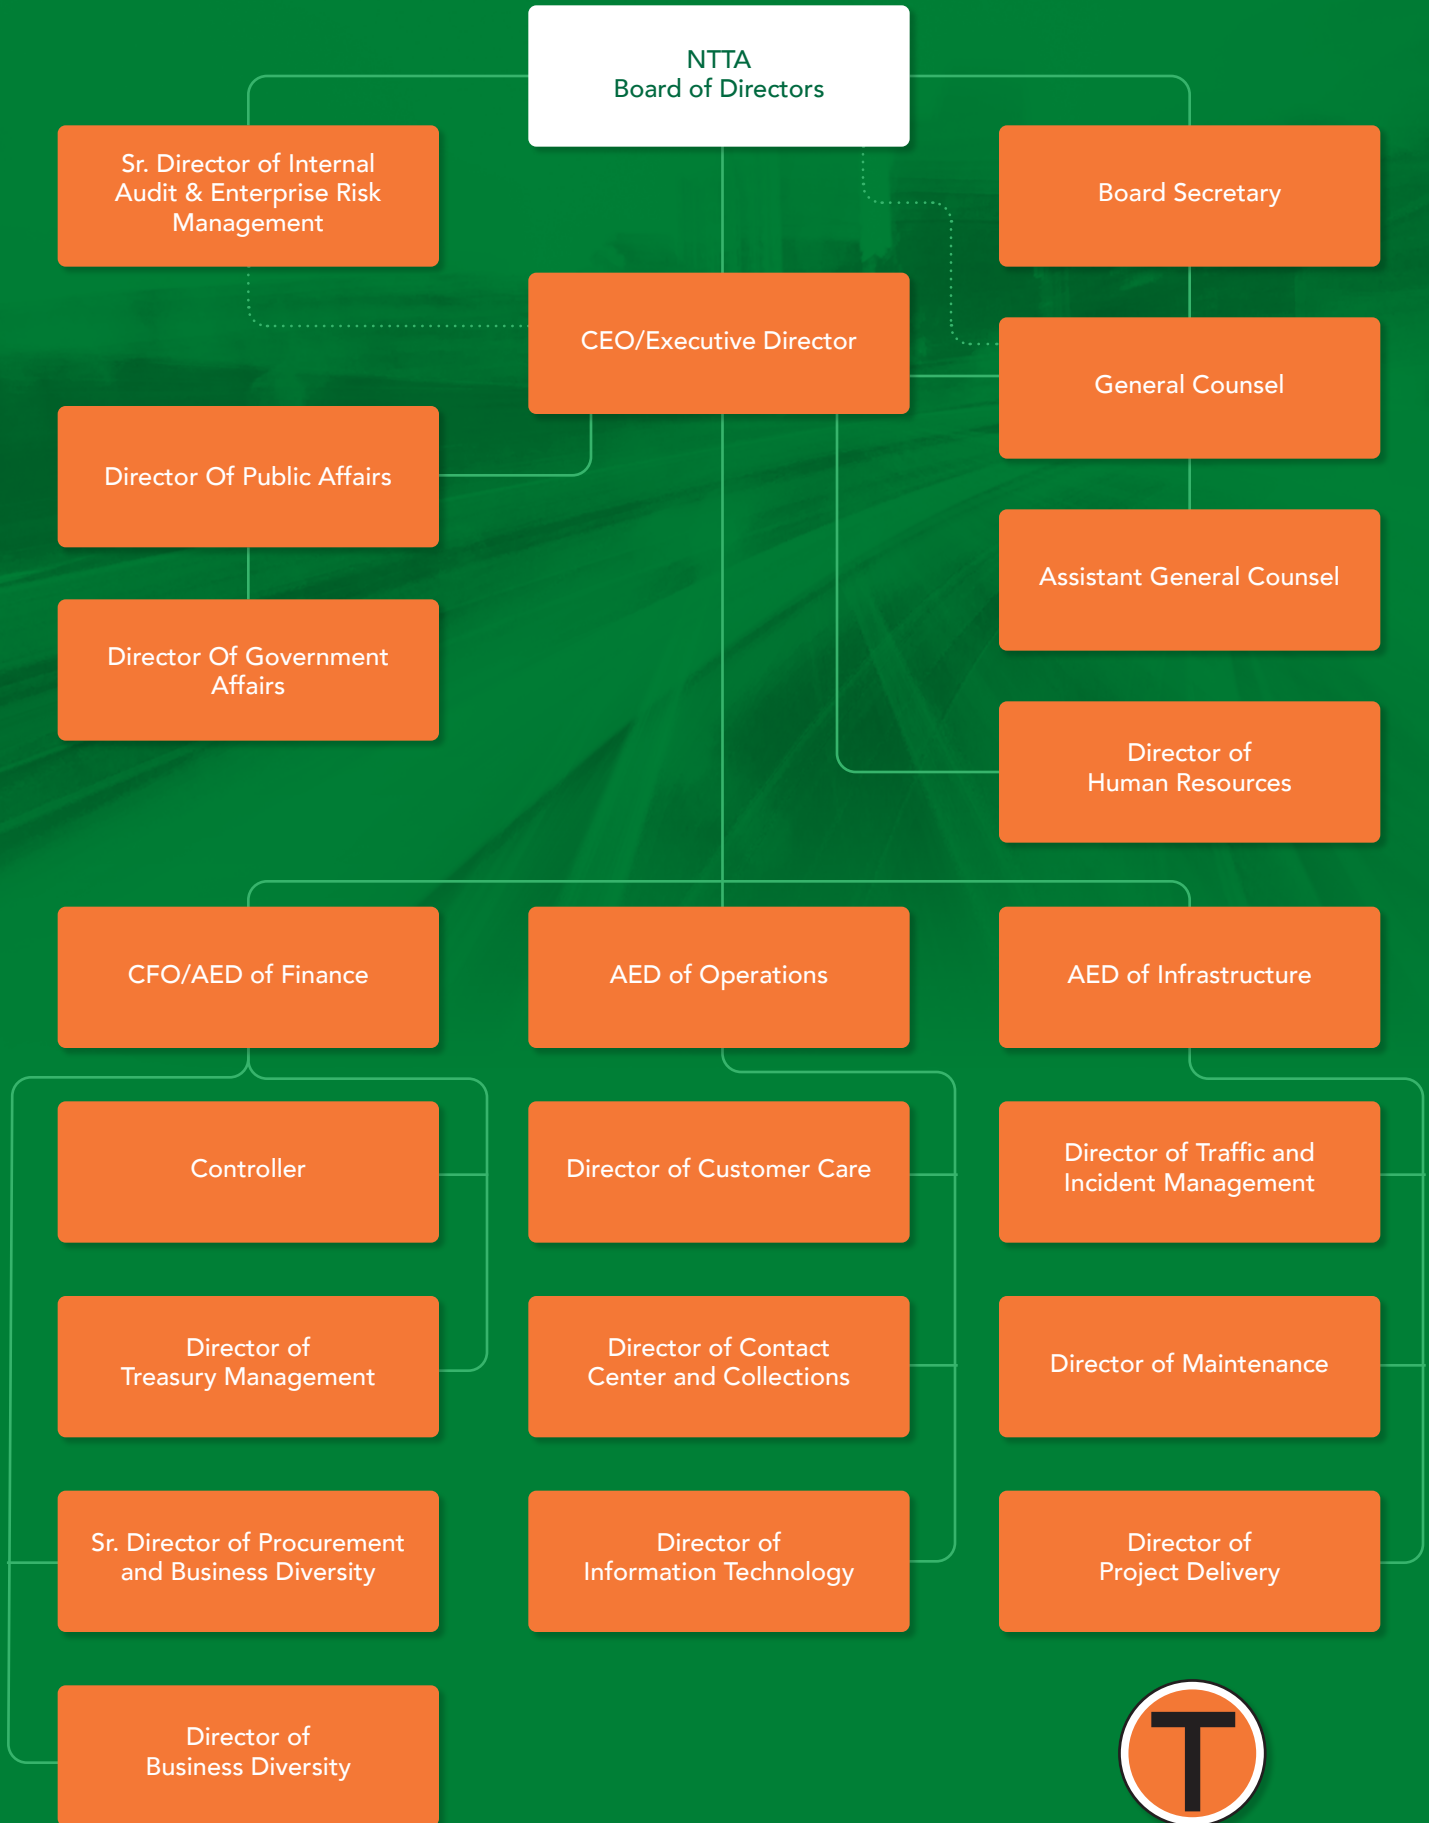 NTTA
Board of Directors
Sr. Director of Internal
Audit & Enterprise Risk
Management
Board Secretary
CEO/Executive Director
General Counsel
Director Of Public Affairs
Assistant General Counsel
Director Of Government
Affairs
Director of
Human Resources
CFO/AED of Finance
AED of Operations
AED of Infrastructure
Controller
Director of Customer Care
Director of Traffic and
Incident Management
Director of
Treasury Management
Director of Contact
Center and Collections
Director of Maintenance
Sr. Director of Procurement
and Business Diversity
Director of
Information Technology
Director of
Project Delivery
Director of
Business Diversity
T